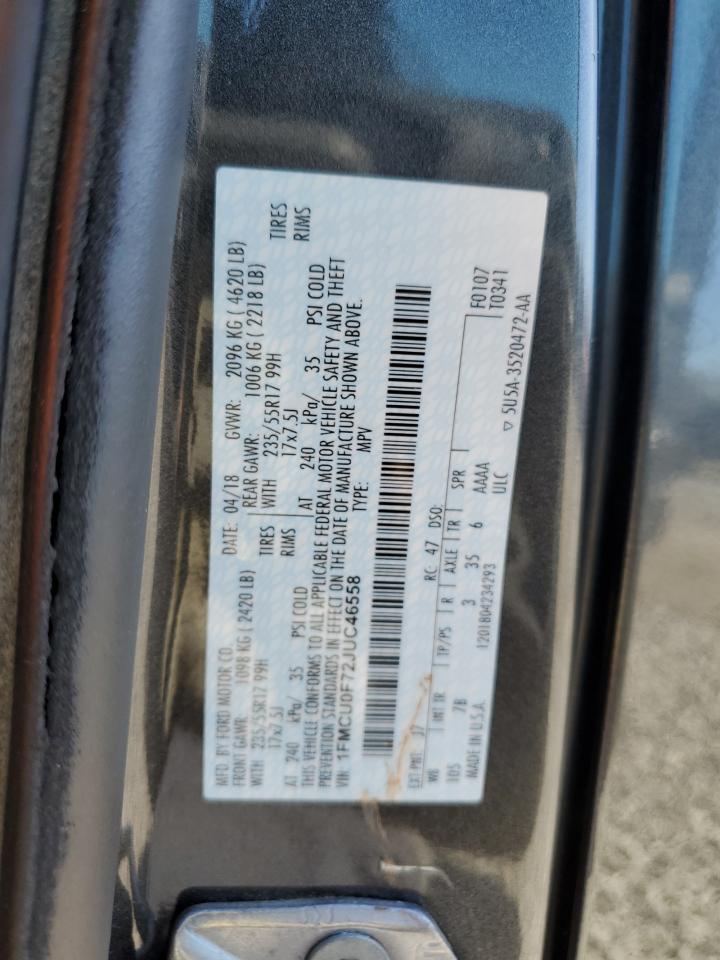 MFD. BY FORD MOTOR CO.
DATE: 04/18 GVWR: 2096 KG ( 4620 LB)
FRONT GAWR: 1098 KG ( 2420 LB)
REAR GAWR: 1006 KG ( 2218 LB)
WITH 235/55R17 99H TIRES
WITH 235/55R17 99H TIRES
17x7.5J RIMS
17x7.5J RIMS
AT 240 kPa/ 35 PSI COLD
AT 240 kPa/ 35 PSI COLD
THIS VEHICLE CONFORMS TO ALL APPLICABLE FEDERAL MOTOR VEHICLE SAFETY AND THEFT
PREVENTION STANDARDS IN EFFECT ON THE DATE OF MANUFACTURE SHOWN ABOVE.
VIN: 1FMCU0F72JUC46558
TYPE: MPV
EXT PNT: J7 RC: 47 DSO:
F0107
WB INT TR TP/PS R AXLE TR SPR
T0341
105 7B 3 35 6 AAAA
ULC
MADE IN U.S.A. 120180423​4293
▽ 5U5A-3520472-AA